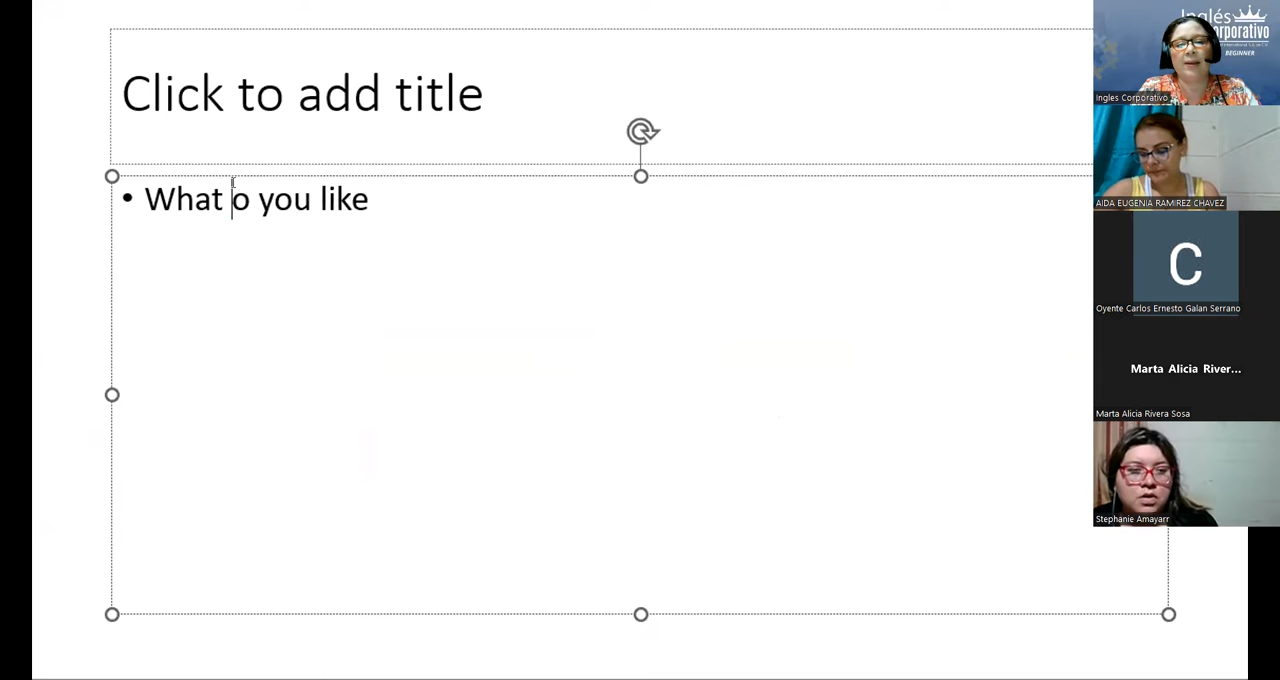 Click to add title
• What o you like
Inglés
orporativo
BEGINNER
Ingles Corporativo
AIDA EUGENIA RAMIREZ CHAVEZ
C
Oyente Carlos Ernesto Galan Serrano
Marta Alicia River...
Marta Alicia Rivera Sosa
Stephanie Amayarr